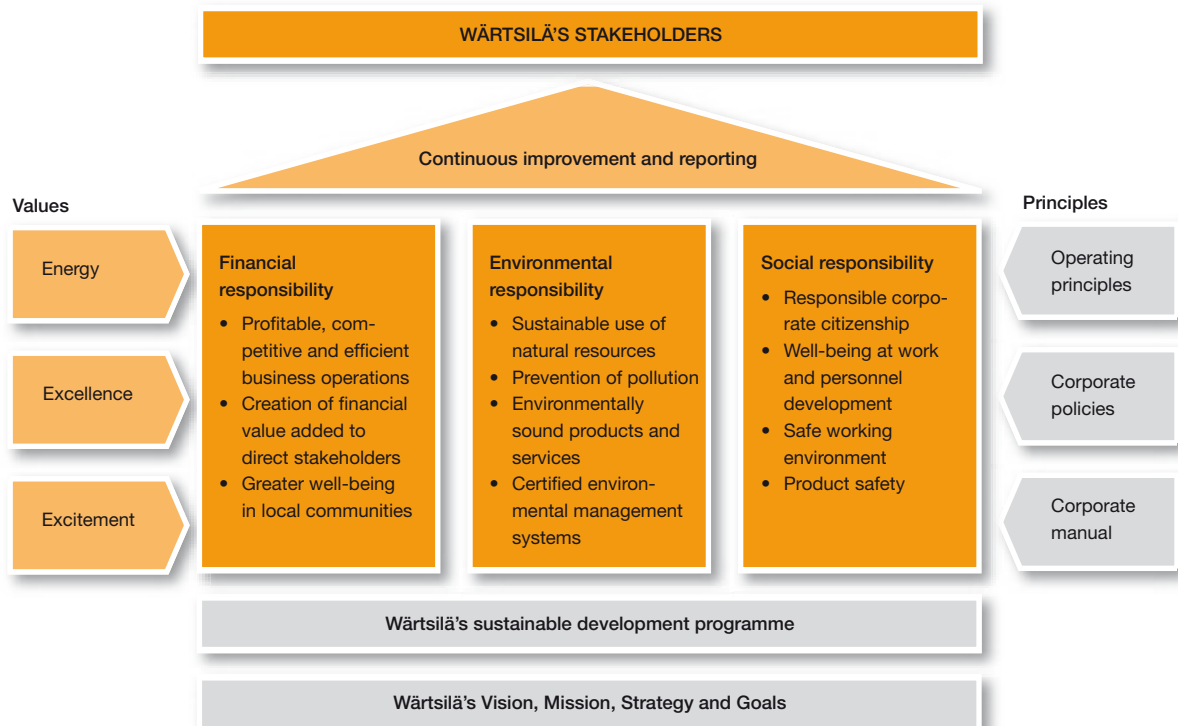 WÄRTSILÄ'S STAKEHOLDERS
Continuous improvement and reporting
Values
Energy
Excellence
Excitement
Financial
responsibility
• Profitable, com-
petitive and efficient
business operations
• Creation of financial
value added to
direct stakeholders
• Greater well-being
in local communities
Environmental
responsibility
• Sustainable use of
natural resources
• Prevention of pollution
• Environmentally
sound products and
services
• Certified environ-
mental management
systems
Social responsibility
• Responsible corpo-
rate citizenship
• Well-being at work
and personnel
development
• Safe working
environment
• Product safety
Principles
Operating
principles
Corporate
policies
Corporate
manual
Wärtsilä's sustainable development programme
Wärtsilä's Vision, Mission, Strategy and Goals